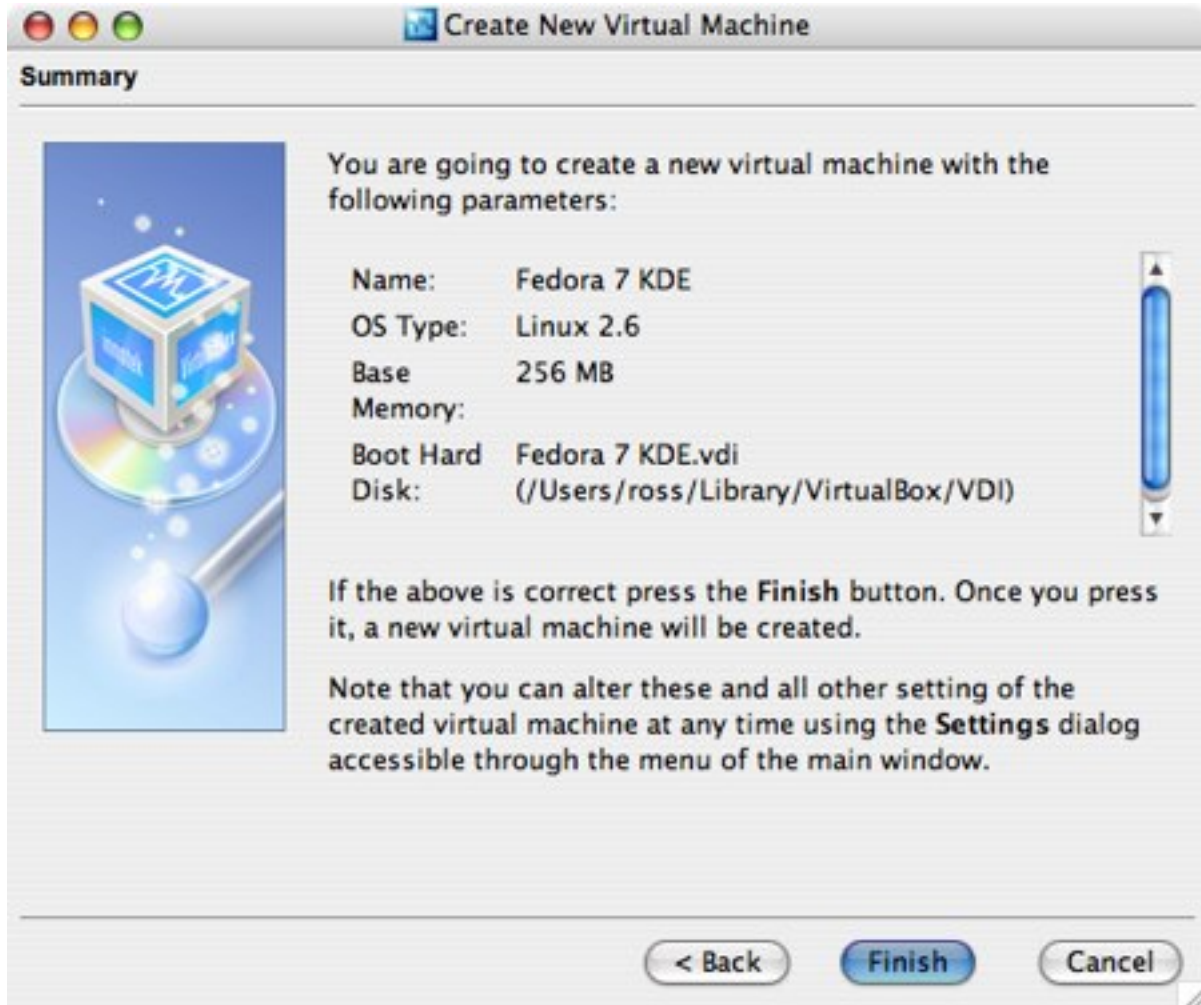 Create New Virtual Machine
Summary
You are going to create a new virtual machine with the
following parameters:
Name: Fedora 7 KDE
OS Type: Linux 2.6
Base 256 MB
Memory:
Boot Hard Fedora 7 KDE.vdi
Disk: (/Users/ross/Library/VirtualBox/VDI)
innotek
If the above is correct press the Finish button. Once you press
it, a new virtual machine will be created.
Note that you can alter these and all other setting of the
created virtual machine at any time using the Settings dialog
accessible through the menu of the main window.
< Back Finish Cancel